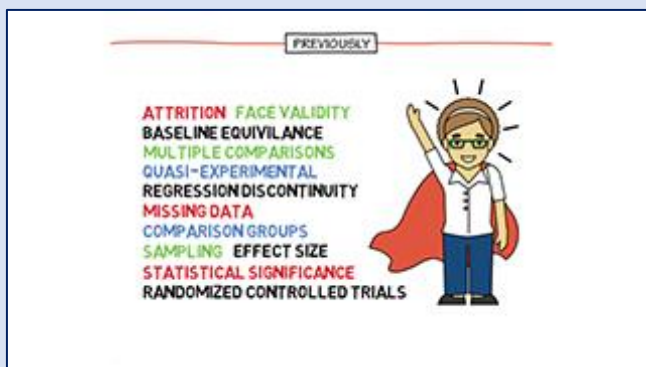 PREVIOUSLY
ATTRITION FACE VALIDITY
BASELINE EQUIVILANCE
MULTIPLE COMPARISONS
QUASI-EXPERIMENTAL
REGRESSION DISCONTINUITY
MISSING DATA
COMPARISON GROUPS
SAMPLING EFFECT SIZE
STATISTICAL SIGNIFICANCE
RANDOMIZED CONTROLLED TRIALS